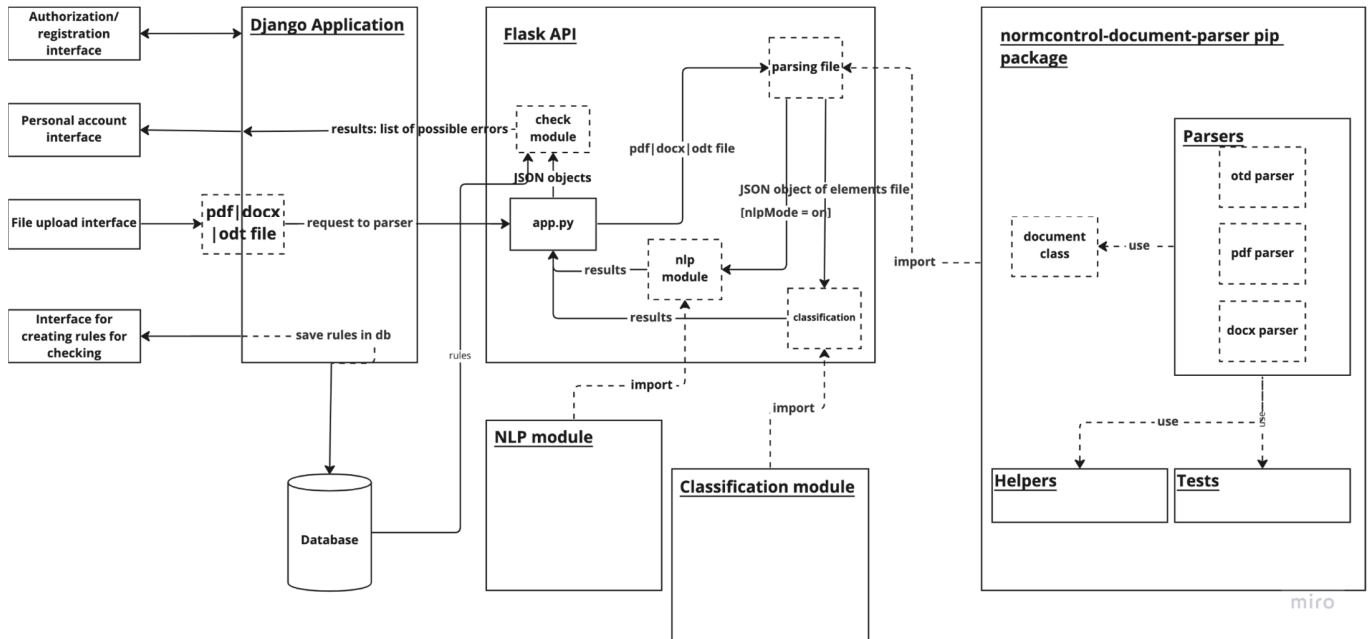 Authorization/
registration
interface
Django Application
Flask API
normcontrol-document-parser pip
package
parsing file
Personal account
interface
results: list of possible errors
check
module
pdf|docx|odt file
Parsers
otd parser
JSON objects
JSON object of elements file
[nlpMode = on]
File upload interface
pdf|docx
|odt file
request to parser
app.py
document
class
use
pdf parser
nlp
module
results
import
results
classification
docx parser
Interface for
creating rules for
checking
save rules in db
rules
import
import
use
use
NLP module
Classification module
Helpers
Tests
Database
miro